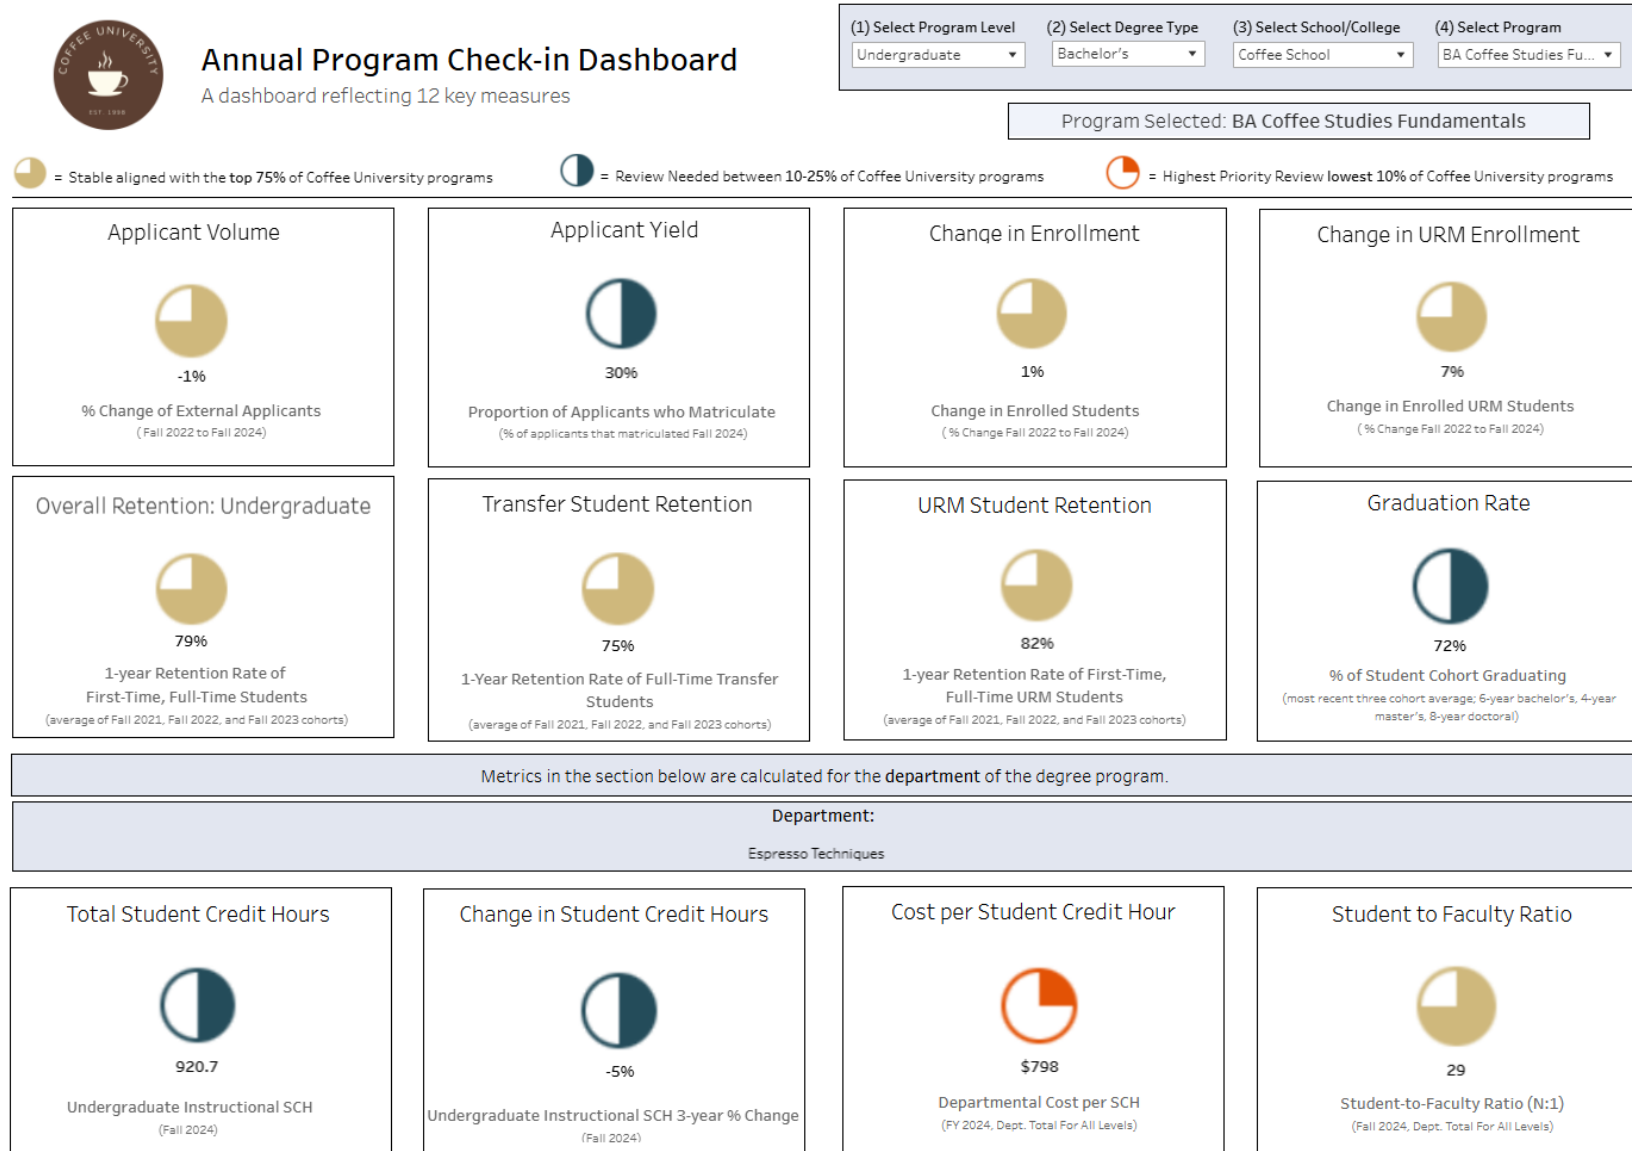 COFFEE UNIVERSITY
EST. 1998
Annual Program Check-in Dashboard
A dashboard reflecting 12 key measures
(1) Select Program Level
Undergraduate
(2) Select Degree Type
Bachelor's
(3) Select School/College
Coffee School
(4) Select Program
BA Coffee Studies Fu...
Program Selected: BA Coffee Studies Fundamentals
= Stable aligned with the top 75% of Coffee University programs
= Review Needed between 10-25% of Coffee University programs
= Highest Priority Review lowest 10% of Coffee University programs
Applicant Volume
-1%
% Change of External Applicants
( Fall 2022 to Fall 2024)
Applicant Yield
30%
Proportion of Applicants who Matriculate
(% of applicants that matriculated Fall 2024)
Change in Enrollment
1%
Change in Enrolled Students
( % Change Fall 2022 to Fall 2024)
Change in URM Enrollment
7%
Change in Enrolled URM Students
( % Change Fall 2022 to Fall 2024)
Overall Retention: Undergraduate
79%
1-year Retention Rate of
First-Time, Full-Time Students
(average of Fall 2021, Fall 2022, and Fall 2023 cohorts)
Transfer Student Retention
75%
1-Year Retention Rate of Full-Time Transfer
Students
(average of Fall 2021, Fall 2022, and Fall 2023 cohorts)
URM Student Retention
82%
1-year Retention Rate of First-Time,
Full-Time URM Students
(average of Fall 2021, Fall 2022, and Fall 2023 cohorts)
Graduation Rate
72%
% of Student Cohort Graduating
(most recent three cohort average; 6-year bachelor's, 4-year
master's, 8-year doctoral)
Metrics in the section below are calculated for the department of the degree program.
Department:
Espresso Techniques
Total Student Credit Hours
920.7
Undergraduate Instructional SCH
(Fall 2024)
Change in Student Credit Hours
-5%
Undergraduate Instructional SCH 3-year % Change
(Fall 2024)
Cost per Student Credit Hour
$798
Departmental Cost per SCH
(FY 2024, Dept. Total For All Levels)
Student to Faculty Ratio
29
Student-to-Faculty Ratio (N:1)
(Fall 2024, Dept. Total For All Levels)